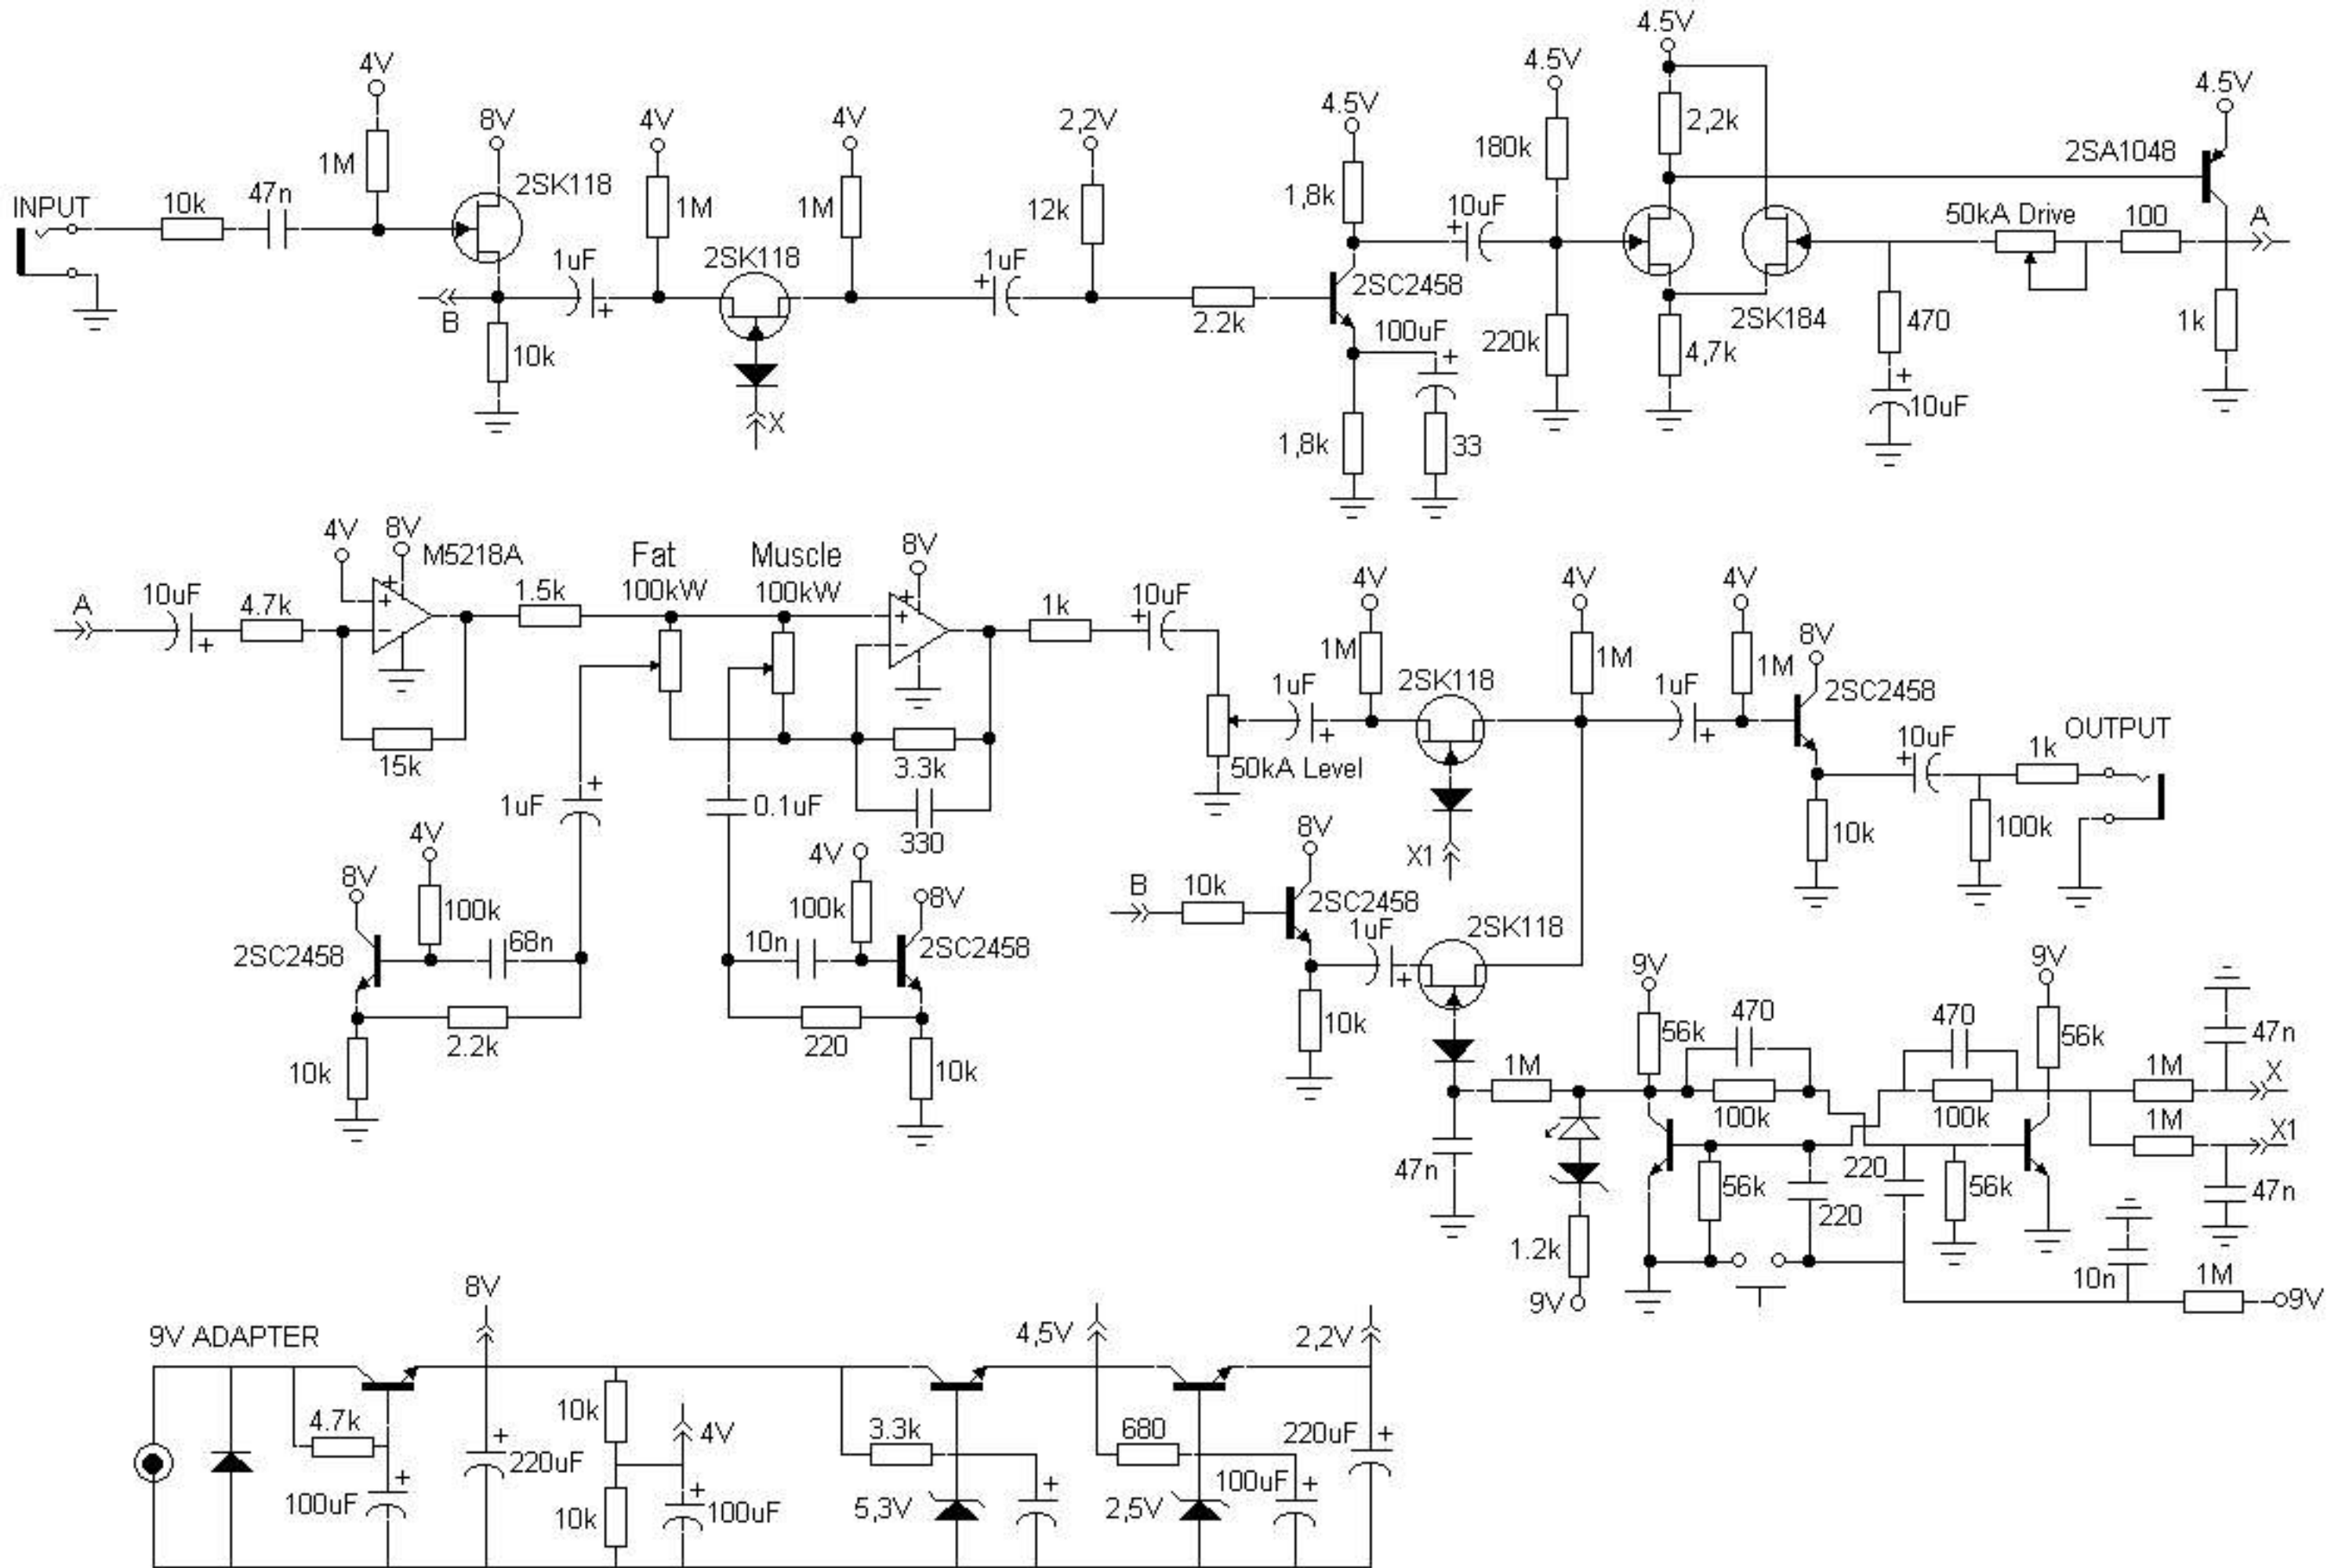 4.5V
4V
8V
4V
4V
2,2V
4.5V
4.5V
4.5V
1M
2SK118
1M
1M
12k
1,8k
180k
2,2k
2SA1048
INPUT
10k
47n
1uF
+
2SK118
+
1uF
2.2k
2SC2458
+
10uF
50kA Drive
100
A
B
10k
X
100uF
+
1,8k
33
220k
4,7k
2SK184
470
+
10uF
1k
4V
8V
M5218A
Fat
100kW
Muscle
100kW
8V
4V
4V
4V
8V
A
10uF
+
4.7k
+
+
−
1.5k
+
+
−
1k
+
10uF
1M
2SK118
1M
1M
2SC2458
15k
3.3k
330
1uF
+
50kA Level
1uF
+
+
10uF
1k
OUTPUT
1uF
+
0.1uF
X1
10k
100k
4V
8V
100k
68n
2SC2458
2.2k
10k
4V
8V
100k
10n
2SC2458
220
10k
8V
B
10k
2SC2458
1uF
+
2SK118
10k
9V
9V
56k
470
470
56k
47n
1M
100k
100k
1M
X
1M
X1
47n
47n
56k
220
220
56k
1.2k
9V
10n
1M
9V
9V ADAPTER
8V
4,5V
2,2V
4.7k
100uF
+
+
220uF
10k
10k
4V
+
100uF
3.3k
5,3V
+
680
2,5V
100uF
+
220uF
+